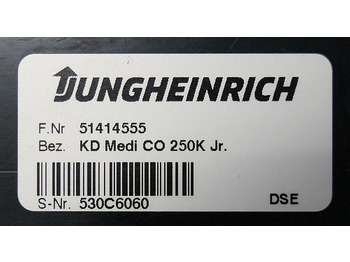 JUNGHEINRICH
F.Nr 51414555
Bez. KD Medi CO 250K Jr.
S-Nr. 530C6060
DSE